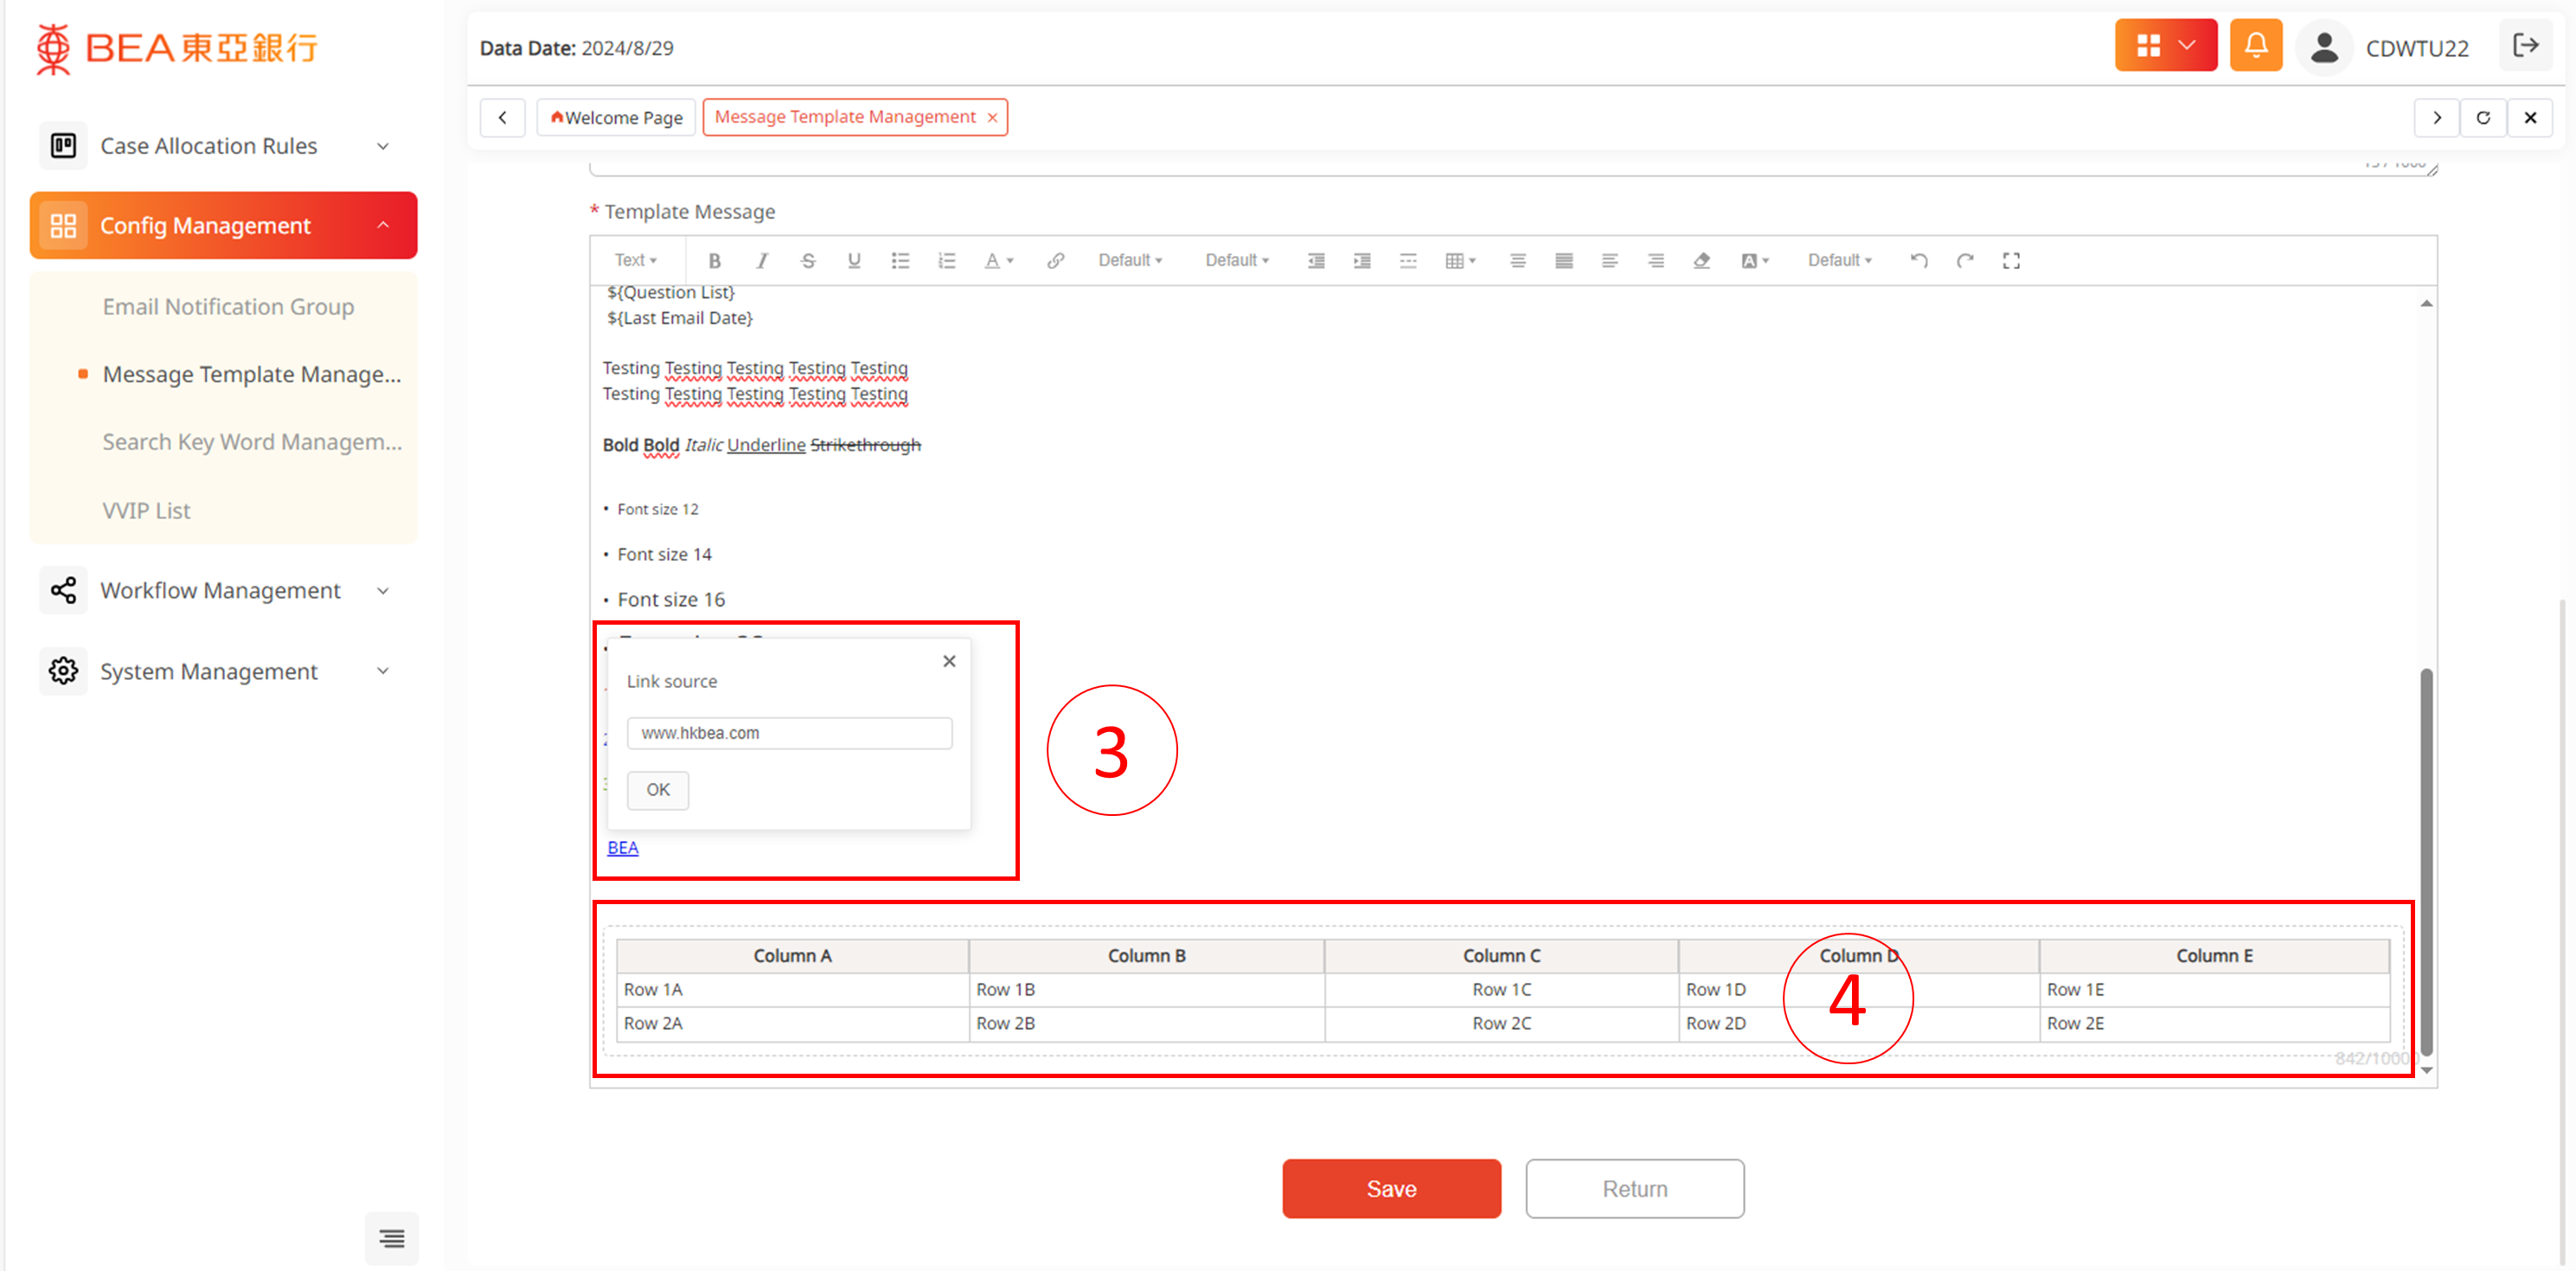 BEA東亞銀行
Data Date: 2024/8/29
CDWTU22
Welcome Page
Message Template Management ×
Case Allocation Rules
Config Management
Email Notification Group
Message Template Manage...
Search Key Word Managem...
VVIP List
Workflow Management
System Management
* Template Message
Text B I S U A Default Default A Default
${Question List}
${Last Email Date}
Testing Testing Testing Testing Testing
Testing Testing Testing Testing Testing
Bold Bold Italic Underline Strikethrough
• Font size 12
• Font size 14
• Font size 16
Link source
www.hkbea.com
OK
BEA
3
Column A Column B Column C Column D Column E
Row 1A Row 1B Row 1C Row 1D Row 1E
Row 2A Row 2B Row 2C Row 2D Row 2E
4
842/10000
Save Return